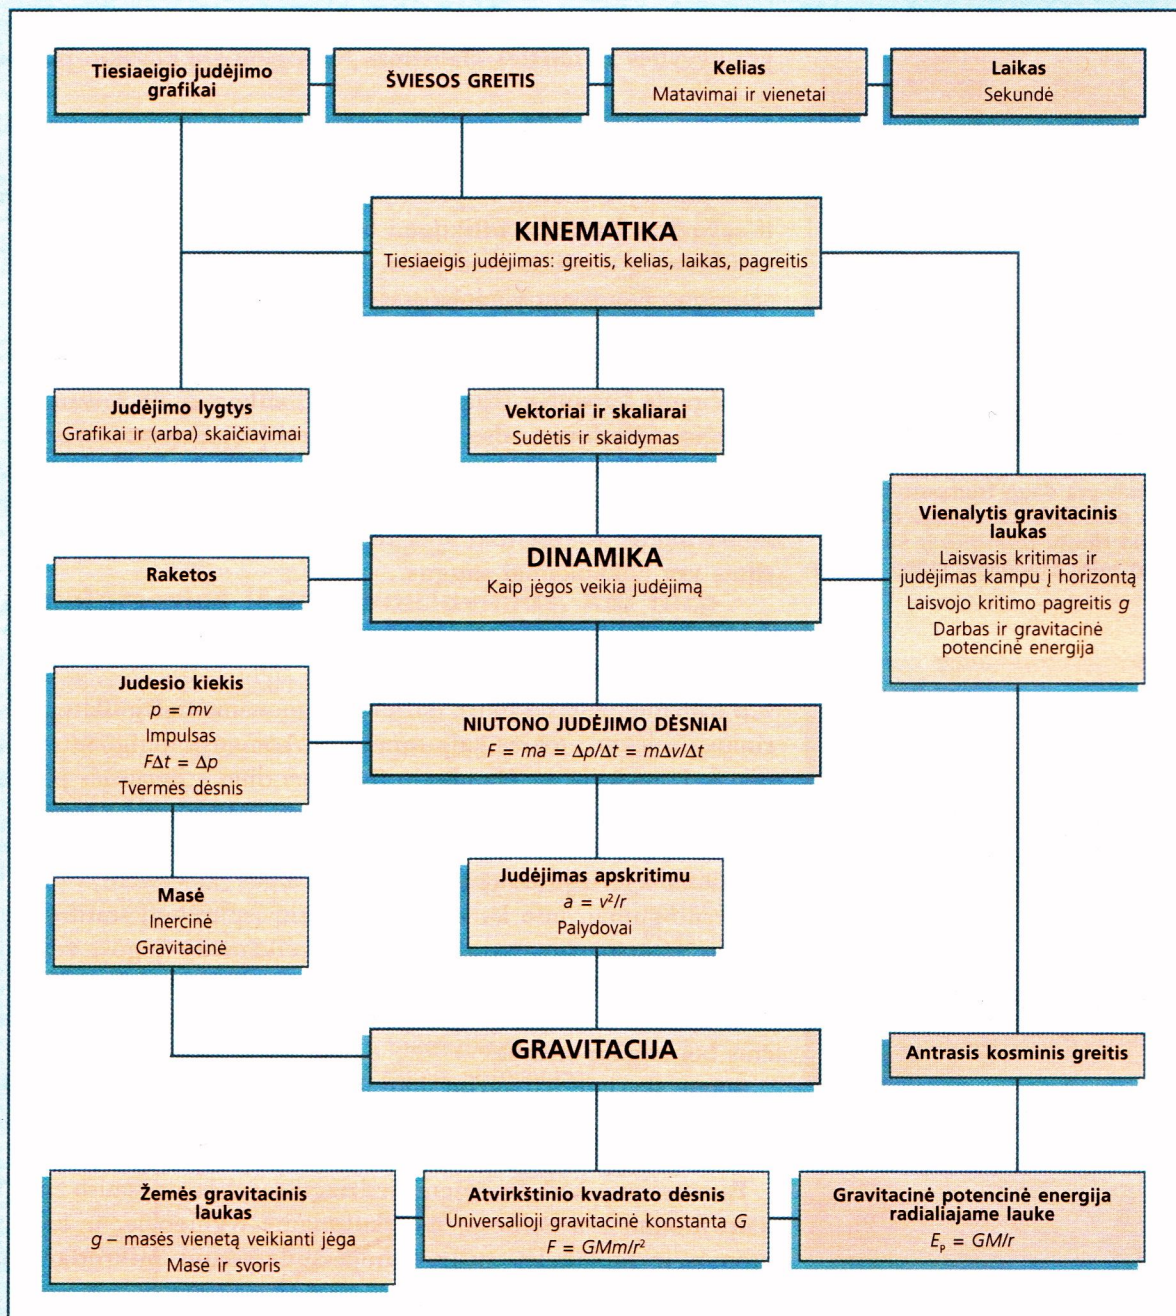 Tiesiaeigio judėjimo
grafikai
ŠVIESOS GREITIS
Kelias
Matavimai ir vienetai
Laikas
Sekundė
KINEMATIKA
Tiesiaeigis judėjimas: greitis, kelias, laikas, pagreitis
Judėjimo lygtys
Grafikai ir (arba) skaičiavimai
Vektoriai ir skaliarai
Sudėtis ir skaidymas
Vienalytis gravitacinis
laukas
Laisvasis kritimas ir
judėjimas kampu į horizontą
Laisvojo kritimo pagreitis g
Darbas ir gravitacinė
potencinė energija
Raketos
DINAMIKA
Kaip jėgos veikia judėjimą
Judesio kiekis
p = mv
Impulsas
FΔt = Δp
Tvermės dėsnis
NIUTONO JUDĖJIMO DĖSNIAI
F = ma = Δp/Δt = mΔv/Δt
Masė
Inercinė
Gravitacinė
Judėjimas apskritimu
a = v²/r
Palydovai
GRAVITACIJA
Antrasis kosminis greitis
Žemės gravitacinis
laukas
g – masės vienetą veikianti jėga
Masė ir svoris
Atvirkštinio kvadrato dėsnis
Universalioji gravitacinė konstanta G
F = GMm/r²
Gravitacinė potencinė energija
radialiajame lauke
Eₚ = GM/r